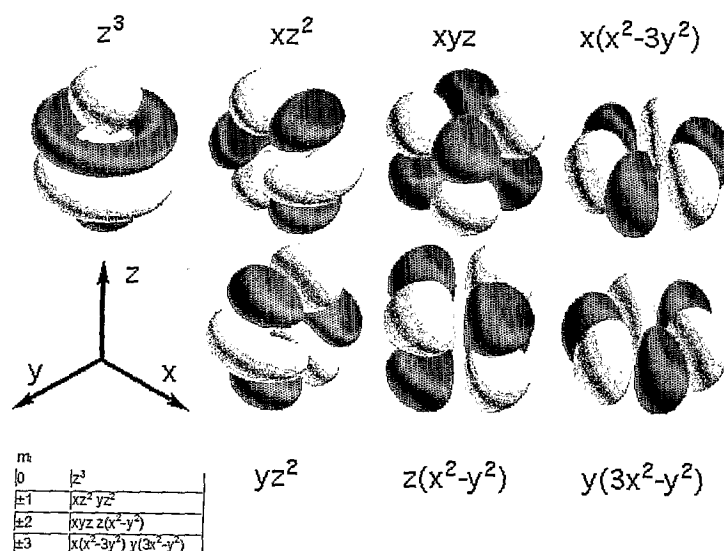 z³ xz² xyz x(x²-3y²)
z
y x
yz² z(x²-y²) y(3x²-y²)
mₗ
0 z³
±1 xz² yz²
±2 xyz z(x²-y²)
±3 x(x²-3y²) y(3x²-y²)